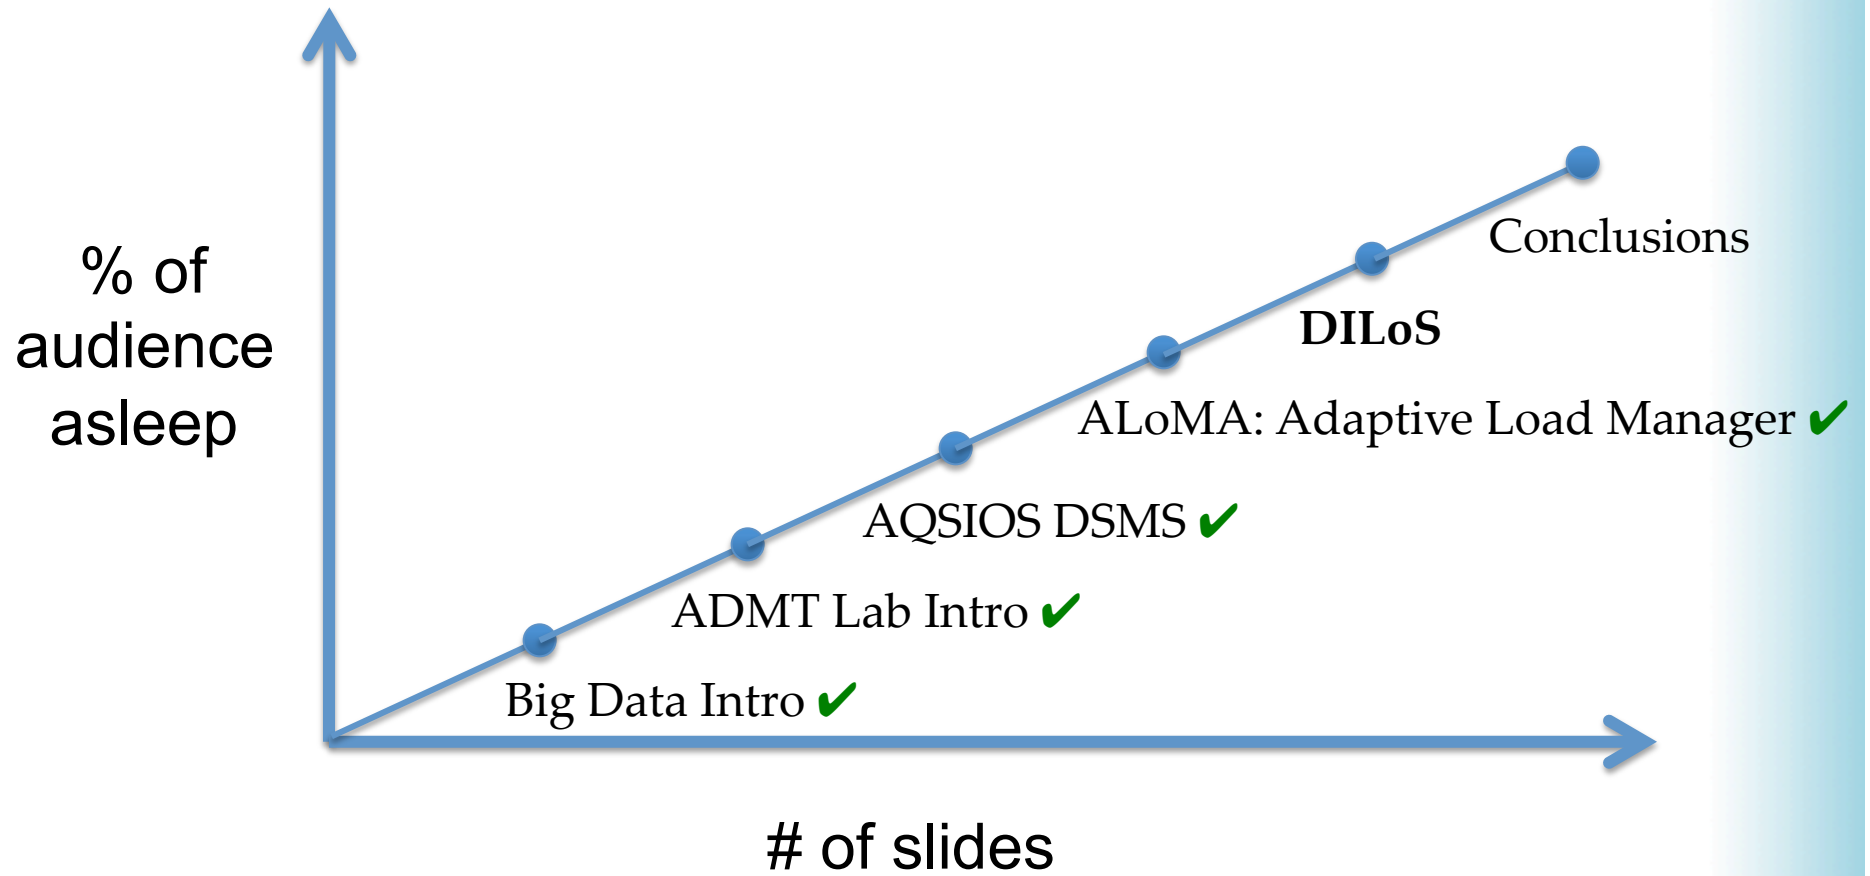 % of
audience
asleep
Conclusions
DILoS
ALoMA: Adaptive Load Manager ✔
AQSIOS DSMS ✔
ADMT Lab Intro ✔
Big Data Intro ✔
# of slides